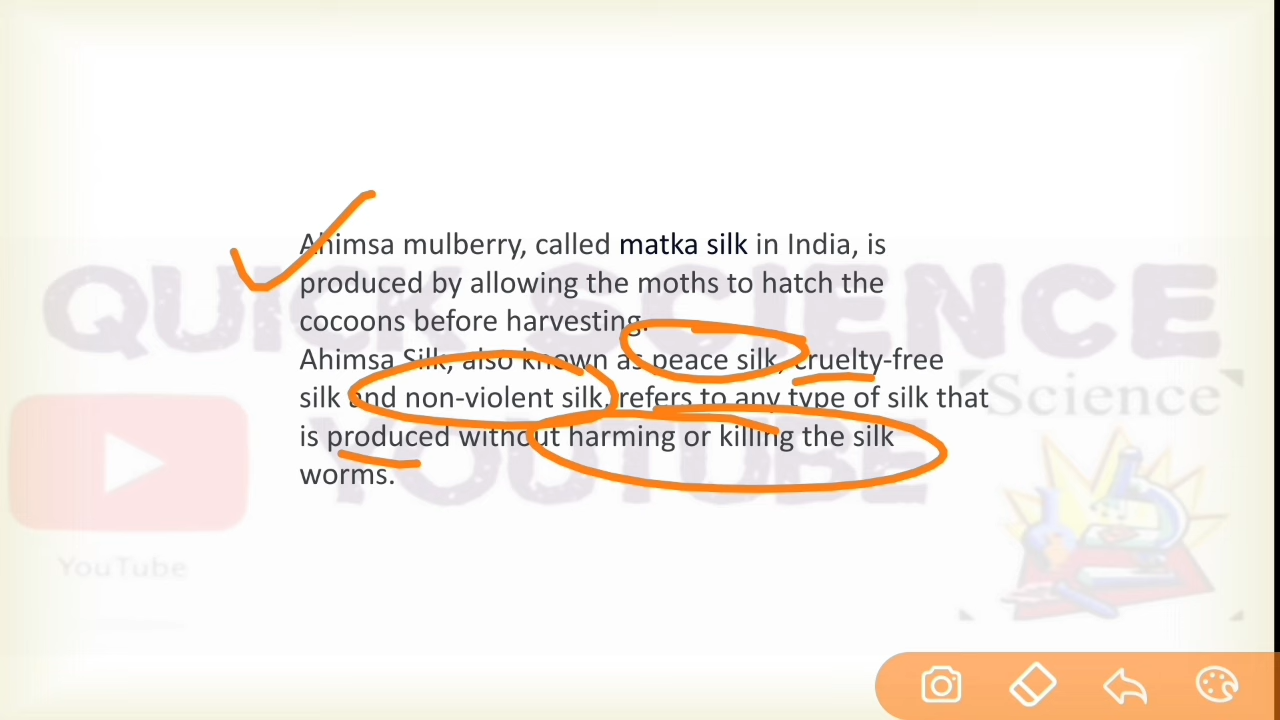 Ahimsa mulberry, called matka silk in India, is
produced by allowing the moths to hatch the
cocoons before harvesting.
Ahimsa Silk, also known as peace silk, cruelty-free
silk and non-violent silk, refers to any type of silk that
is produced without harming or killing the silk
worms.
QUICK SCIENCE
YOUTUBE
Science
YouTube